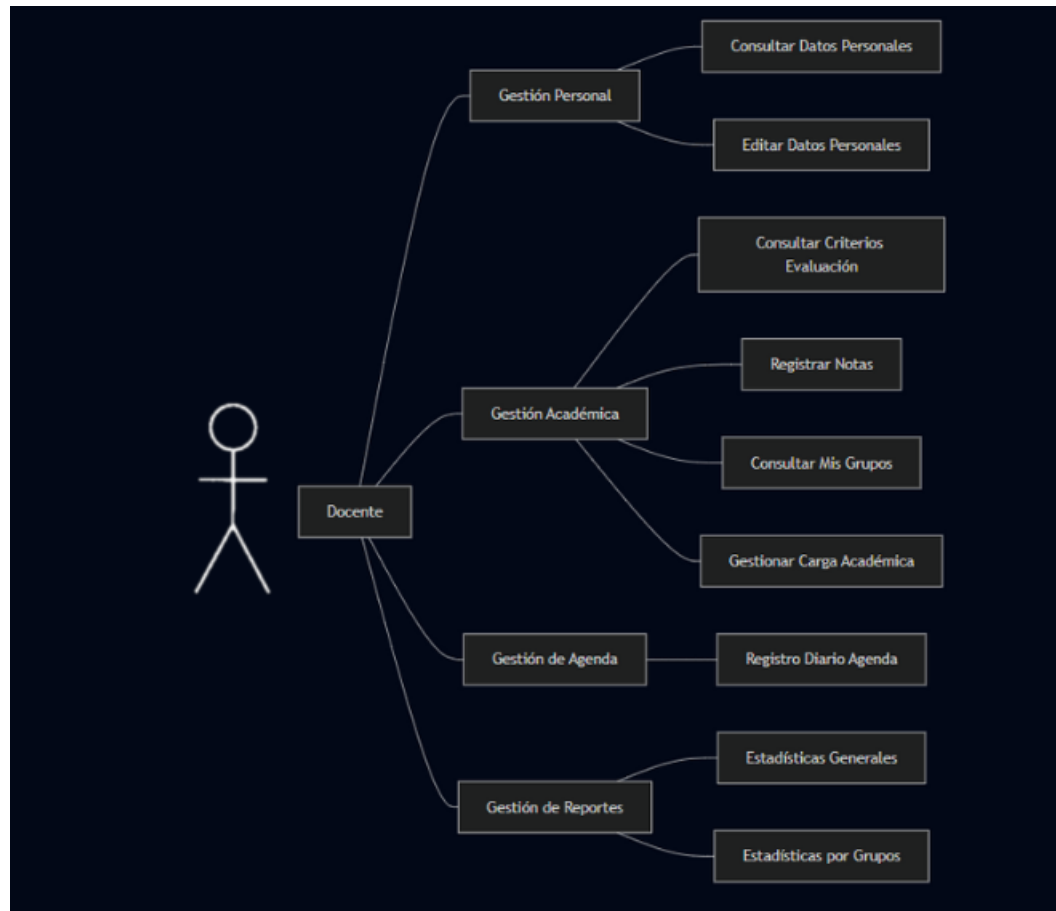 Consultar Datos Personales
Gestión Personal
Editar Datos Personales
Consultar Criterios
Evaluación
Registrar Notas
Gestión Académica
Consultar Mis Grupos
Docente
Gestionar Carga Académica
Gestión de Agenda
Registro Diario Agenda
Estadísticas Generales
Gestión de Reportes
Estadísticas por Grupos